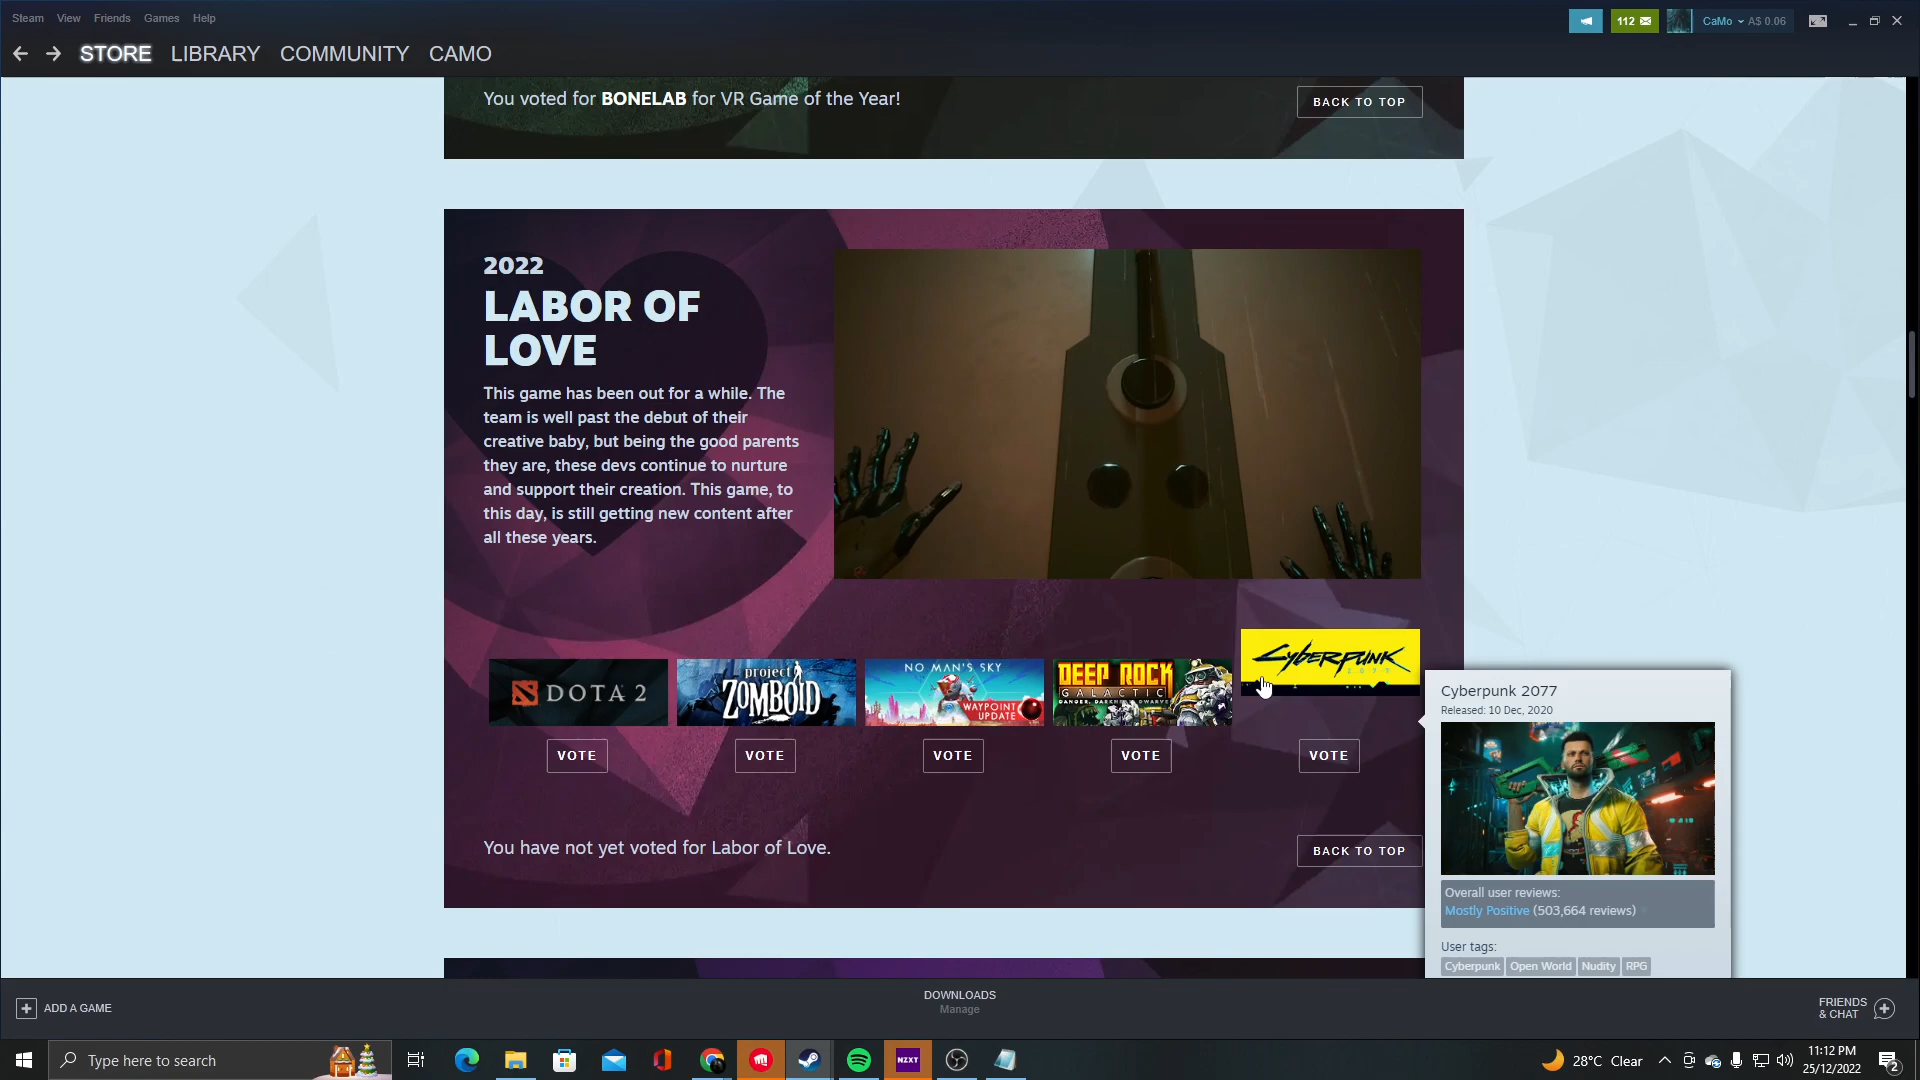 Steam View Friends Games Help
112
CaMo A$ 0.06
STORE LIBRARY COMMUNITY CAMO
You voted for BONELAB for VR Game of the Year!
BACK TO TOP
2022
LABOR OF
LOVE
This game has been out for a while. The
team is well past the debut of their
creative baby, but being the good parents
they are, these devs continue to nurture
and support their creation. This game, to
this day, is still getting new content after
all these years.
DOTA 2
project
ZOMBOID
NO MAN'S SKY
WAYPOINT
UPDATE
DEEP ROCK
GALACTIC
DANGER. DARKNESS. DWARVES.
CYBERPUNK
2077
VOTE VOTE VOTE VOTE VOTE
You have not yet voted for Labor of Love.
BACK TO TOP
Cyberpunk 2077
Released: 10 Dec, 2020
Overall user reviews:
Mostly Positive (503,664 reviews)
User tags:
Cyberpunk Open World Nudity RPG
ADD A GAME
DOWNLOADS
Manage
FRIENDS
& CHAT
Type here to search
NZXT
28°C Clear
11:12 PM
25/12/2022
2